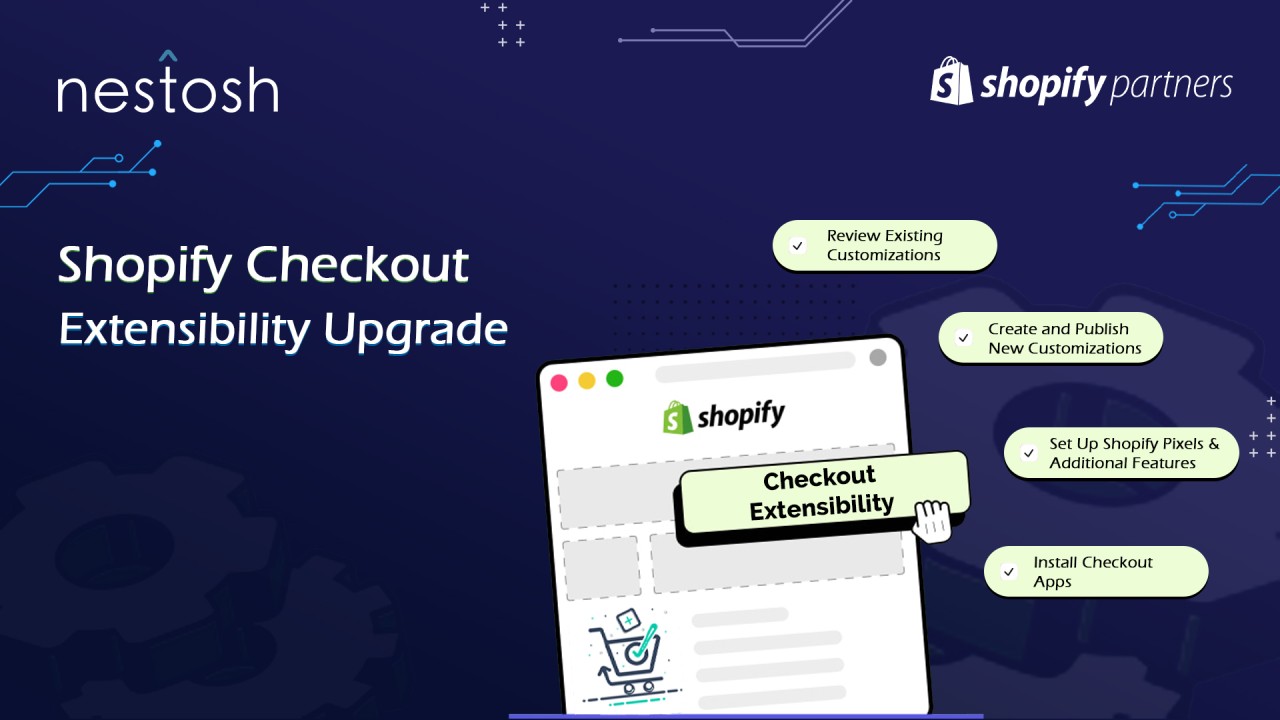 nestosh
shopify partners
Shopify Checkout
Extensibility Upgrade
Review Existing
Customizations
Create and Publish
New Customizations
shopify
Set Up Shopify Pixels &
Additional Features
Checkout
Extensibility
Install Checkout
Apps